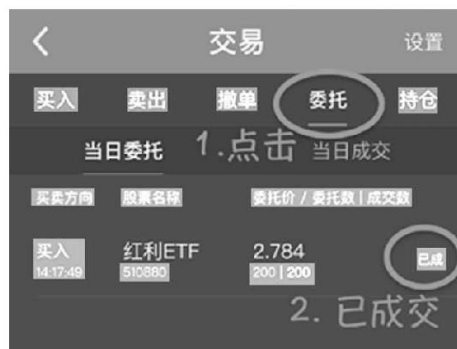 交易 设置
买入 卖出 撤单 委托 持仓
当日委托 1.点击 当日成交
买卖方向 股票名称 委托价 / 委托数 | 成交数
买入 红利ETF 2.784 已成
14:17:49 510880 200 | 200
2. 已成交